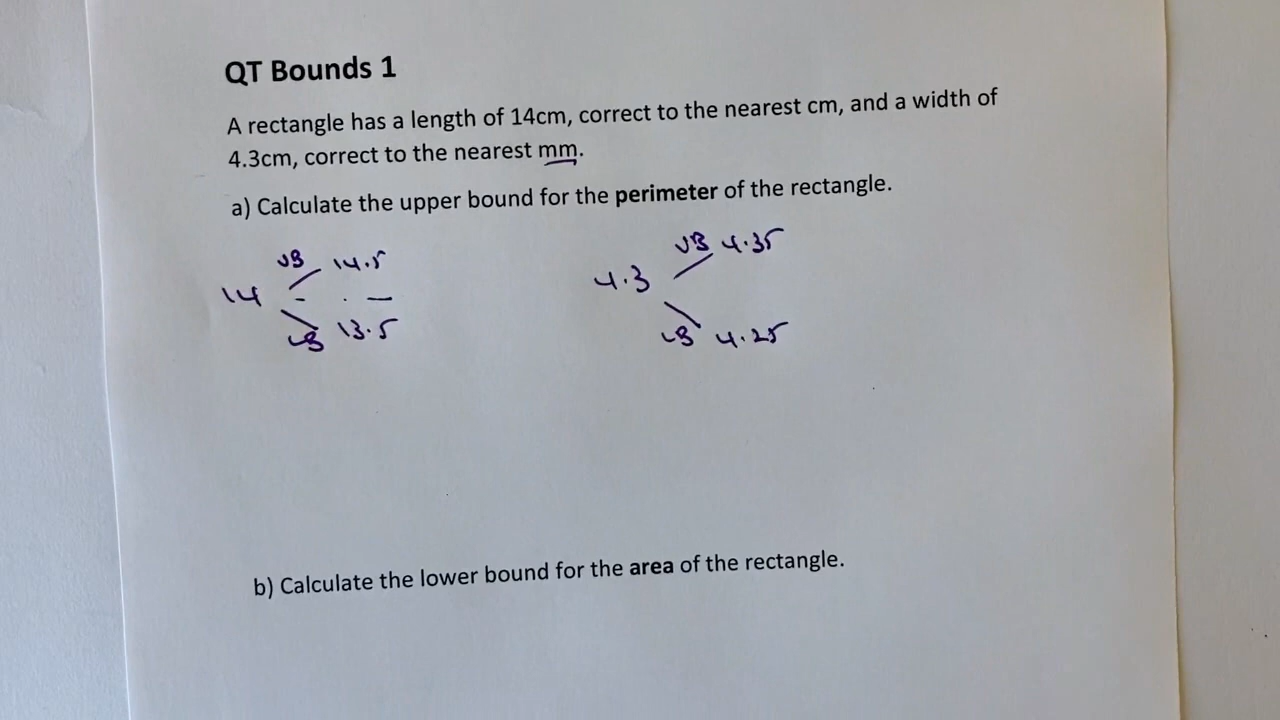 QT Bounds 1
A rectangle has a length of 14cm, correct to the nearest cm, and a width of
4.3cm, correct to the nearest mm.
a) Calculate the upper bound for the perimeter of the rectangle.
UB 14.5
14
LB 13.5
UB 4.35
4.3
LB 4.25
b) Calculate the lower bound for the area of the rectangle.